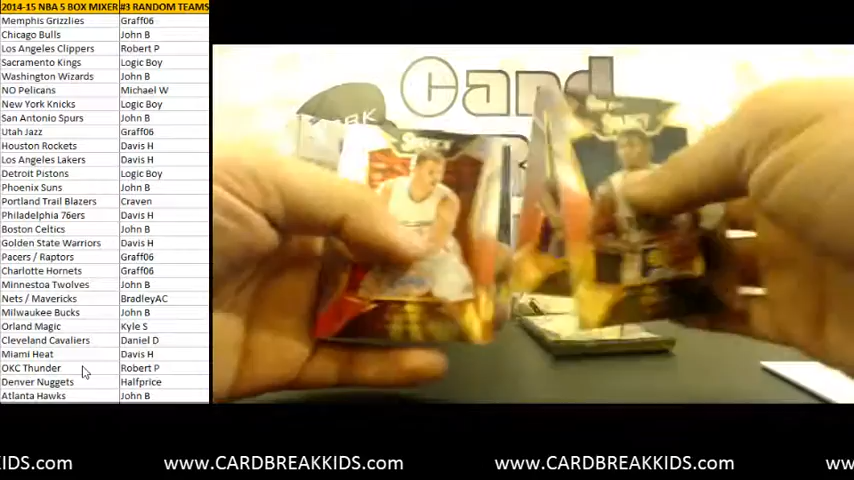 2014-15 NBA 5 BOX MIXER #3 RANDOM TEAMS
Memphis Grizzlies Graff06
Chicago Bulls John B
Los Angeles Clippers Robert P
Sacramento Kings Logic Boy
Washington Wizards John B
NO Pelicans Michael W
New York Knicks Logic Boy
San Antonio Spurs John B
Utah Jazz Graff06
Houston Rockets Davis H
Los Angeles Lakers Davis H
Detroit Pistons Logic Boy
Phoenix Suns John B
Portland Trail Blazers Craven
Philadelphia 76ers Davis H
Boston Celtics John B
Golden State Warriors Davis H
Pacers / Raptors Graff06
Charlotte Hornets Graff06
Minnestoa Twolves John B
Nets / Mavericks BradleyAC
Milwaukee Bucks John B
Orland Magic Kyle S
Cleveland Cavaliers Daniel D
Miami Heat Davis H
OKC Thunder Robert P
Denver Nuggets Halfprice
Atlanta Hawks John B
Card
IDS.com www.CARDBREAKKIDS.com www.CARDBREAKKIDS.com ww